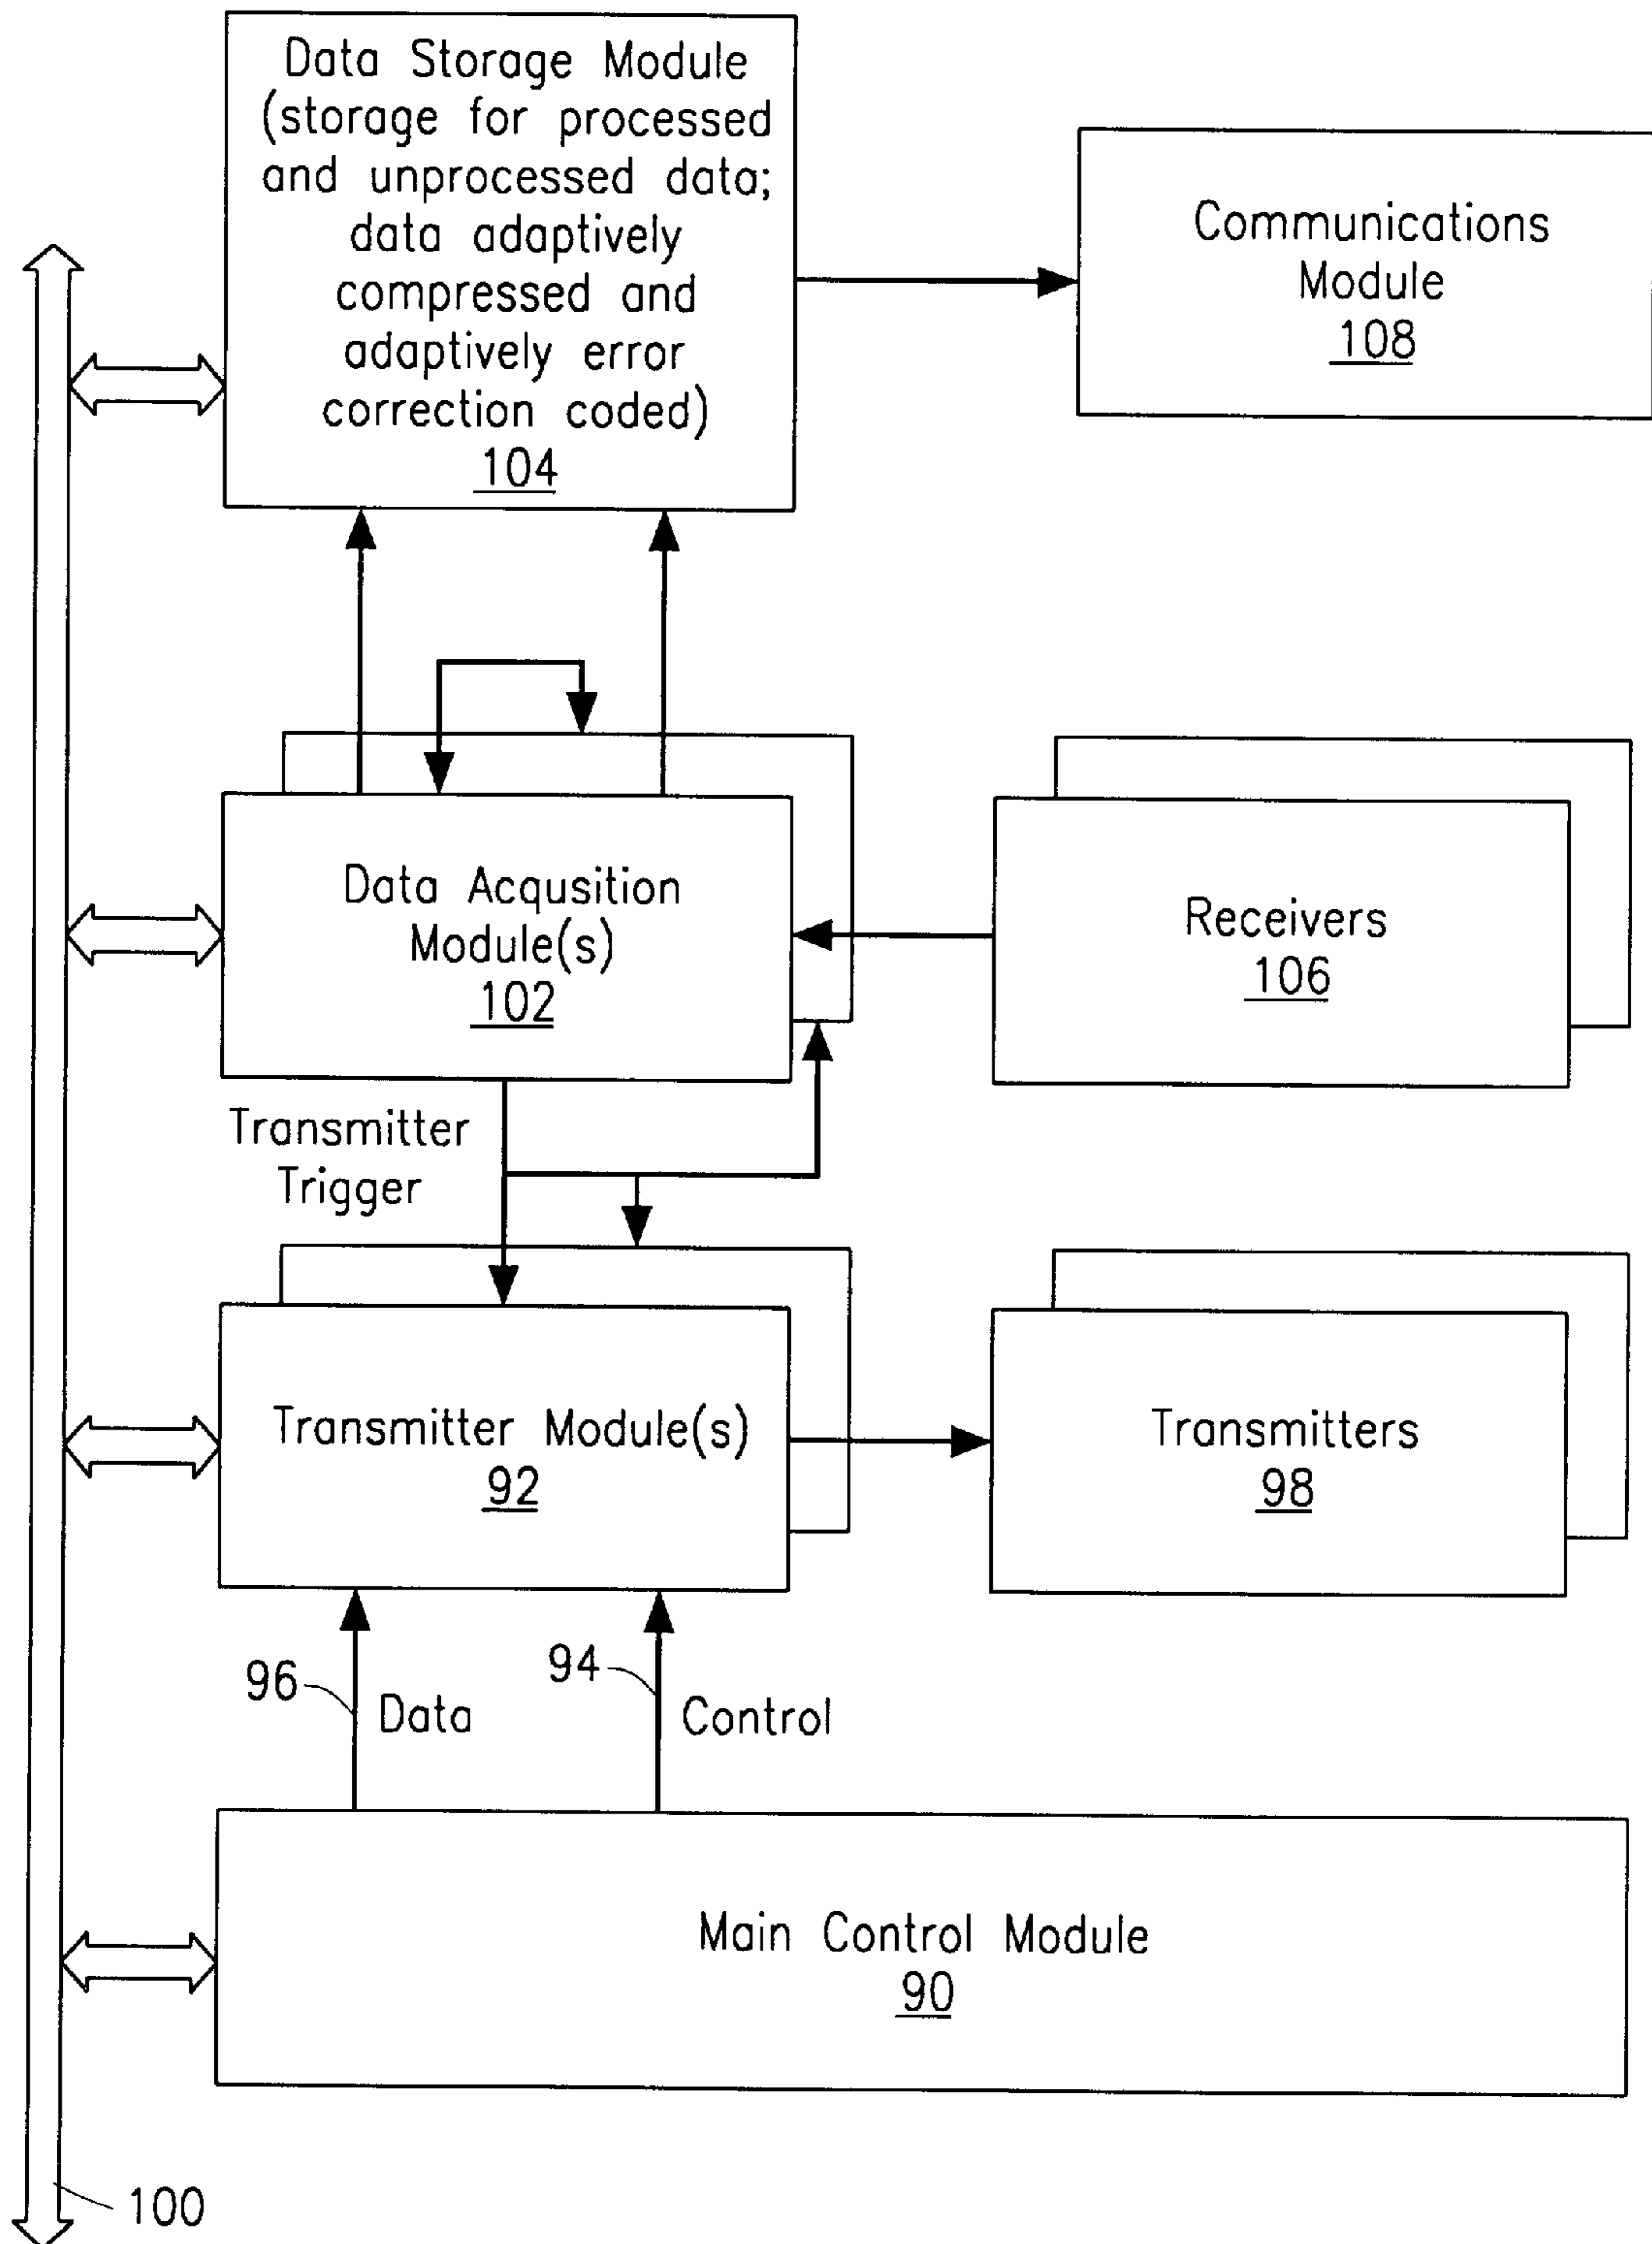 Data Storage Module
(storage for processed
and unprocessed data;
data adaptively
compressed and
adaptively error
correction coded)
104
Communications
Module
108
Data Acqusition
Module(s)
102
Receivers
106
Transmitter
Trigger
Transmitter Module(s)
92
Transmitters
98
96
Data
94
Control
Main Control Module
90
100